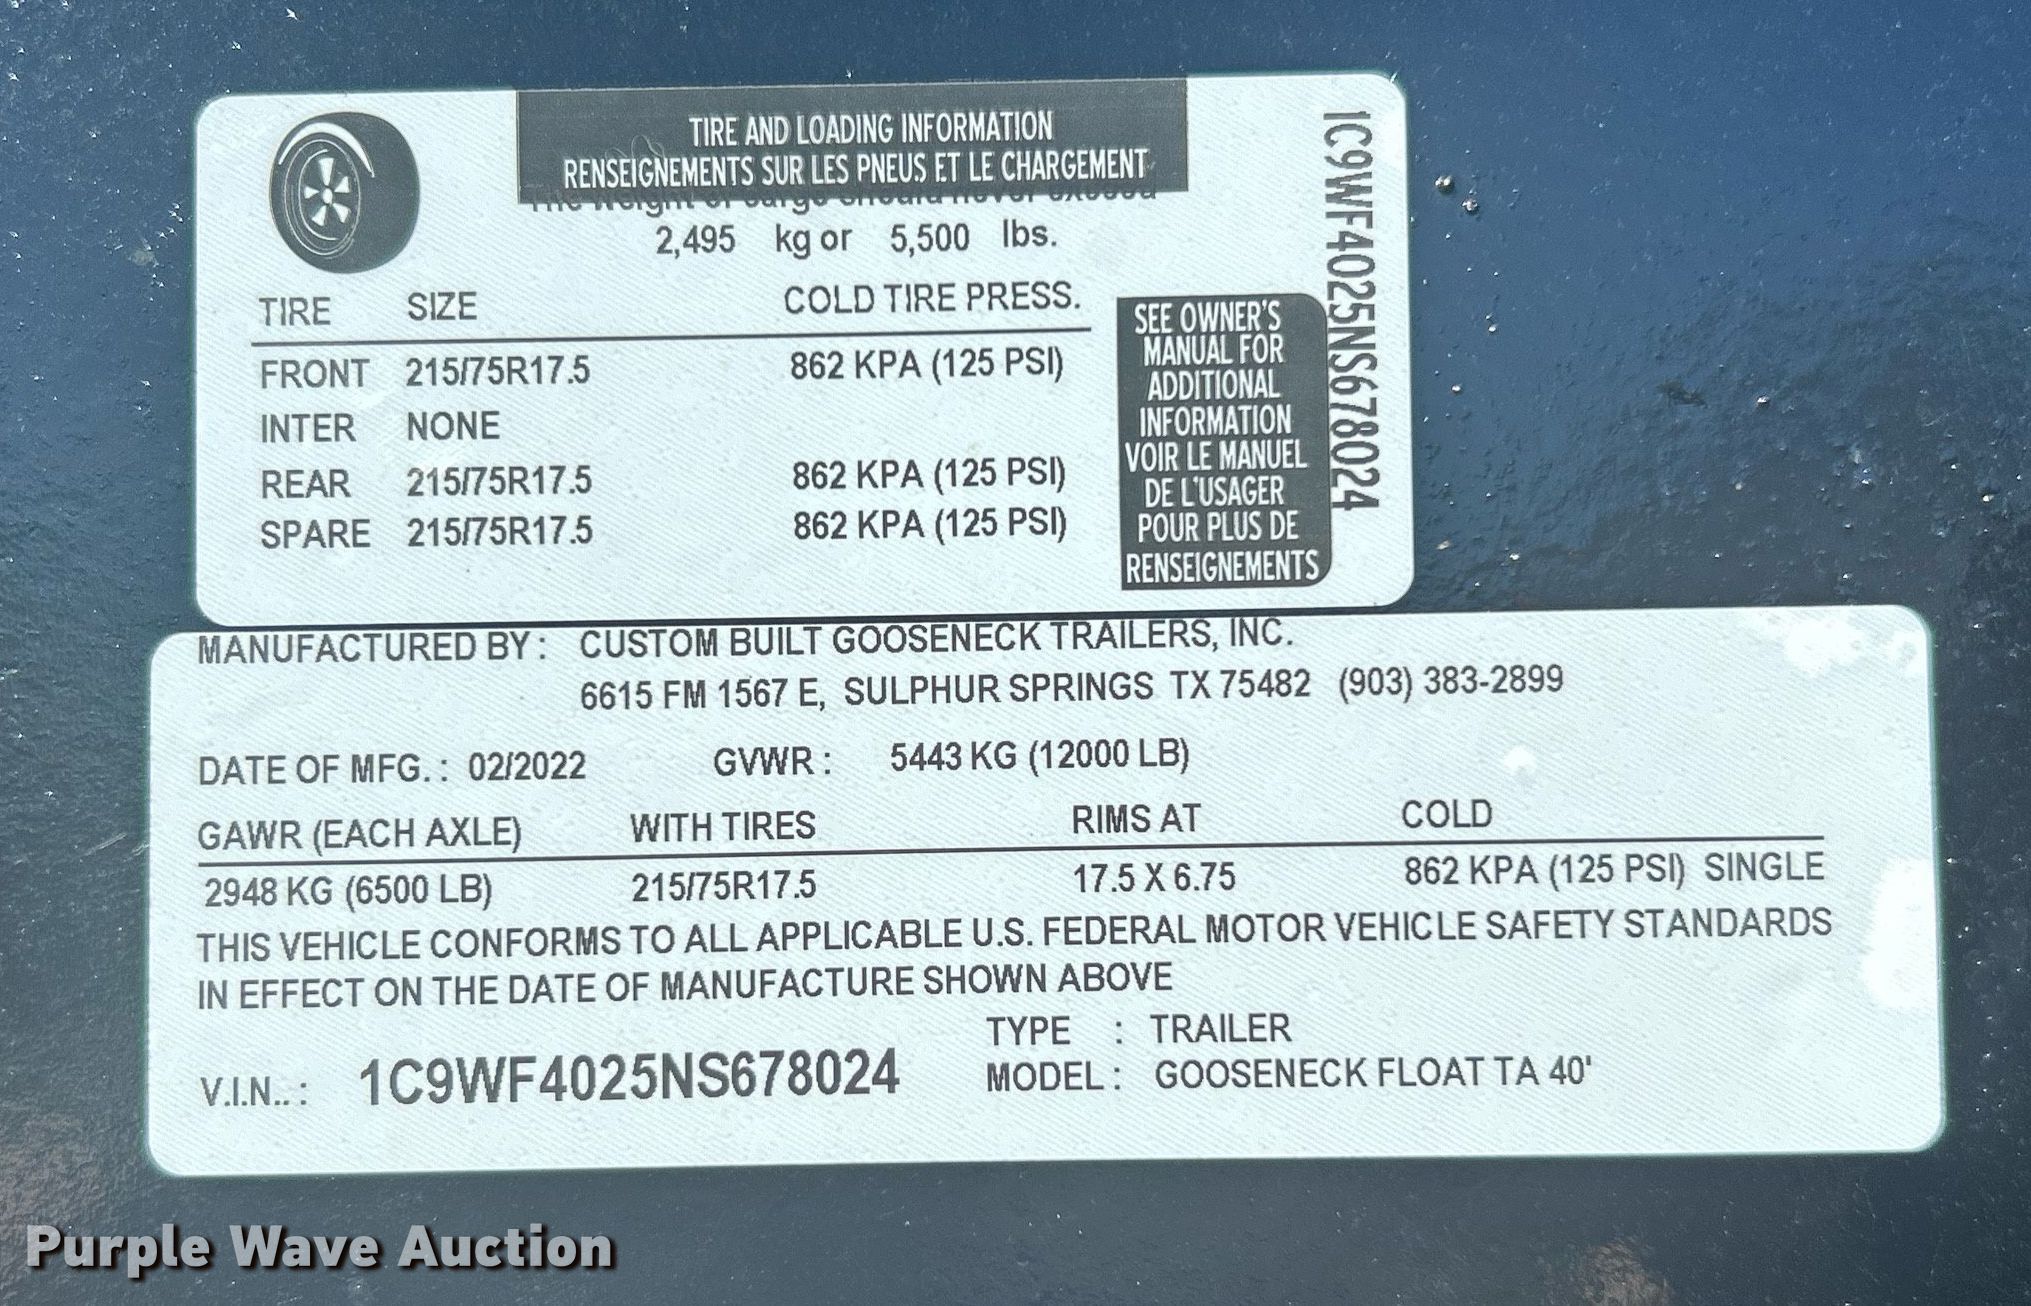 TIRE AND LOADING INFORMATION
RENSEIGNEMENTS SUR LES PNEUS ET LE CHARGEMENT
The weight of cargo should never exceed
2,495 kg or 5,500 lbs.
TIRE SIZE COLD TIRE PRESS.
FRONT 215/75R17.5 862 KPA (125 PSI)
INTER NONE
REAR 215/75R17.5 862 KPA (125 PSI)
SPARE 215/75R17.5 862 KPA (125 PSI)
SEE OWNER'S
MANUAL FOR
ADDITIONAL
INFORMATION
VOIR LE MANUEL
DE L'USAGER
POUR PLUS DE
RENSEIGNEMENTS
1C9WF4025NS678024
MANUFACTURED BY: CUSTOM BUILT GOOSENECK TRAILERS, INC.
6615 FM 1567 E, SULPHUR SPRINGS TX 75482 (903) 383-2899
DATE OF MFG.: 02/2022 GVWR: 5443 KG (12000 LB)
GAWR (EACH AXLE) WITH TIRES RIMS AT COLD
2948 KG (6500 LB) 215/75R17.5 17.5 X 6.75 862 KPA (125 PSI) SINGLE
THIS VEHICLE CONFORMS TO ALL APPLICABLE U.S. FEDERAL MOTOR VEHICLE SAFETY STANDARDS
IN EFFECT ON THE DATE OF MANUFACTURE SHOWN ABOVE
TYPE : TRAILER
V.I.N..: 1C9WF4025NS678024 MODEL: GOOSENECK FLOAT TA 40'
Purple Wave Auction